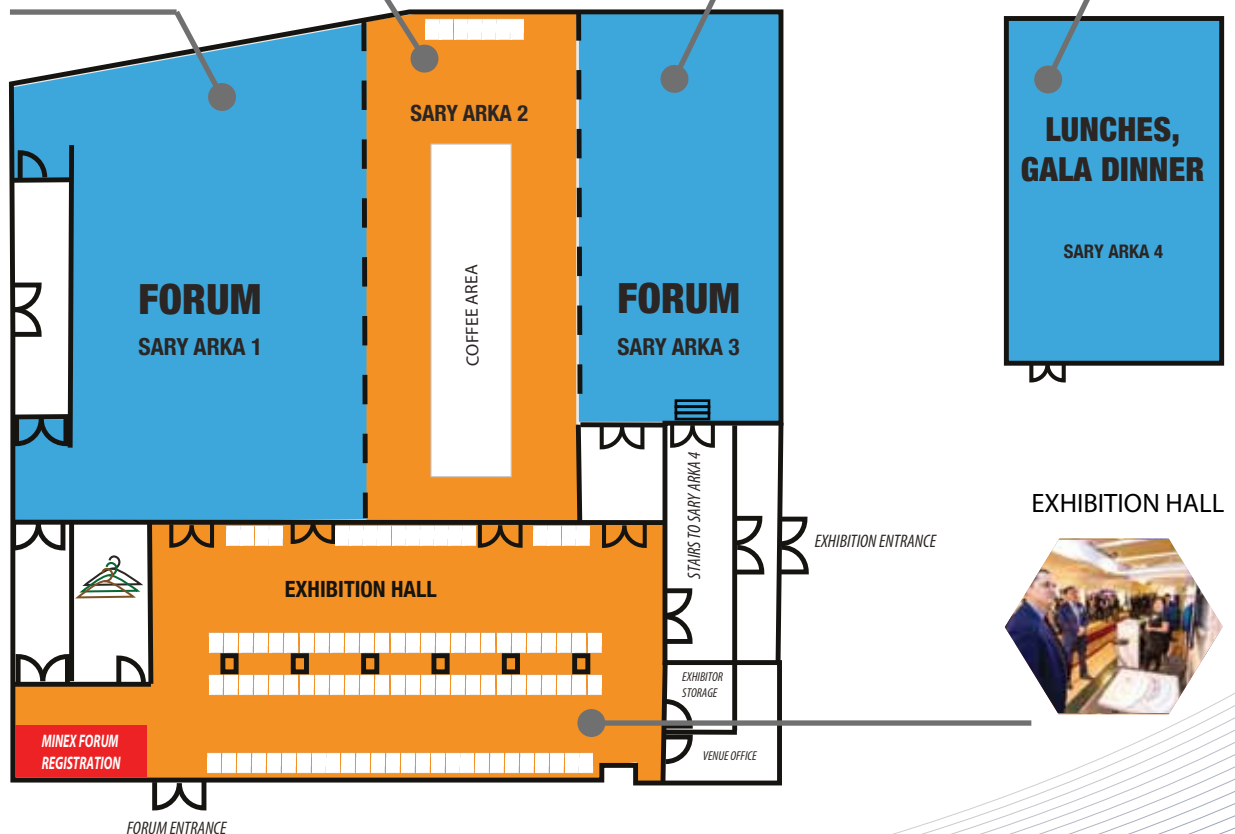 SARY ARKA 2
LUNCHES,
GALA DINNER
SARY ARKA 4
FORUM
SARY ARKA 1
COFFEE AREA
FORUM
SARY ARKA 3
STAIRS TO SARY ARKA 4
EXHIBITION HALL
EXHIBITION ENTRANCE
EXHIBITION HALL
EXHIBITOR
STORAGE
MINEX FORUM
REGISTRATION
VENUE OFFICE
FORUM ENTRANCE